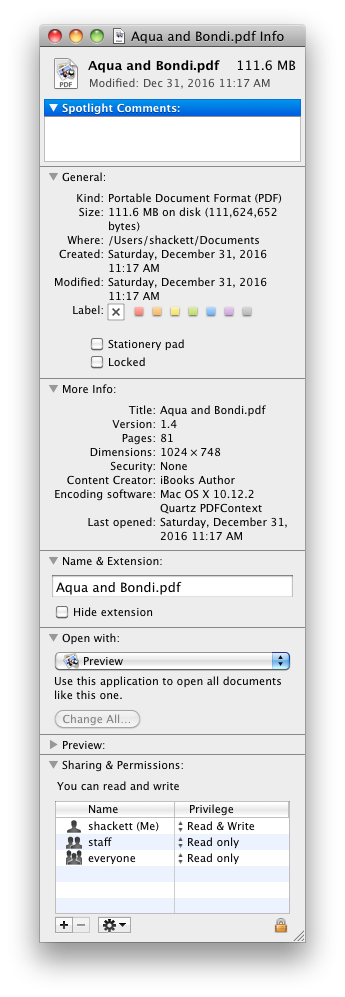 Aqua and Bondi.pdf Info
Aqua and Bondi.pdf 111.6 MB
PDF
Modified: Dec 31, 2016 11:17 AM
Spotlight Comments:
General:
Kind: Portable Document Format (PDF)
Size: 111.6 MB on disk (111,624,652
bytes)
Where: /Users/shackett/Documents
Created: Saturday, December 31, 2016
11:17 AM
Modified: Saturday, December 31, 2016
11:17 AM
Label:
Stationery pad
Locked
More Info:
Title: Aqua and Bondi.pdf
Version: 1.4
Pages: 81
Dimensions: 1024 × 748
Security: None
Content Creator: iBooks Author
Encoding software: Mac OS X 10.12.2
Quartz PDFContext
Last opened: Saturday, December 31,
2016 11:17 AM
Name & Extension:
Aqua and Bondi.pdf
Hide extension
Open with:
Preview
Use this application to open all documents
like this one.
Change All...
Preview:
Sharing & Permissions:
You can read and write
Name Privilege
shackett (Me) Read & Write
staff Read only
everyone Read only